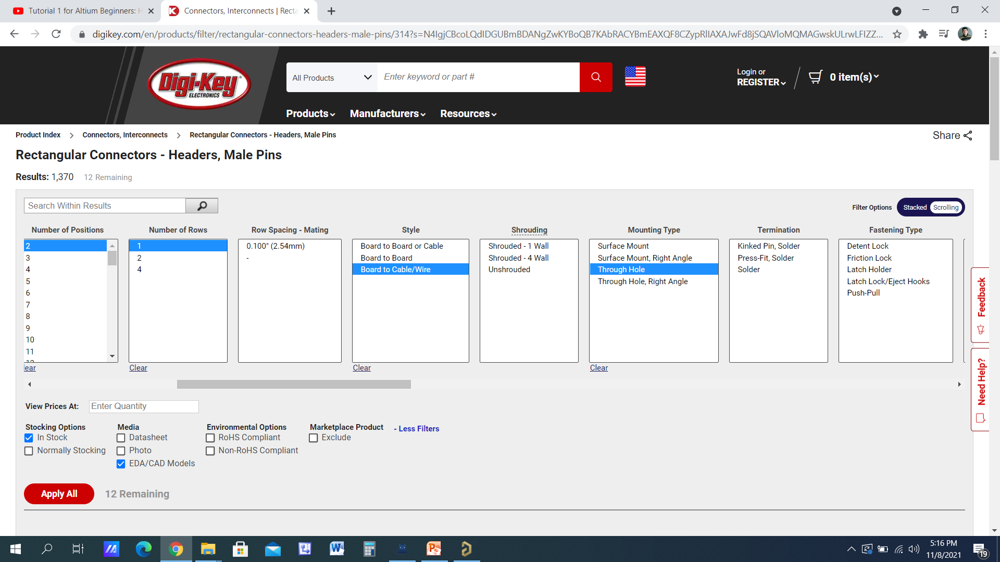 Tutorial 1 for Altium Beginners: H
Connectors, Interconnects | Recta
digikey.com/en/products/filter/rectangular-connectors-headers-male-pins/314?s=N4IgjCBcoLQdIDGUBmBDANgZwKYBoQB7KAbRACYBmEAXQF8CZypRlIAXAJwFd8jSQAVloMQMAGwskULrwLFIZZ...
Digi-Key
ELECTRONICS
All Products
Enter keyword or part #
Login or
REGISTER
0 item(s)
Products
Manufacturers
Resources
Product Index
Connectors, Interconnects
Rectangular Connectors - Headers, Male Pins
Share
Rectangular Connectors - Headers, Male Pins
Results: 1,370
12 Remaining
Search Within Results
Filter Options
Stacked
Scrolling
Number of Positions
2
3
4
5
6
7
8
9
10
11
12
lear
Number of Rows
1
2
4
Clear
Row Spacing - Mating
0.100" (2.54mm)
-
Style
Board to Board or Cable
Board to Board
Board to Cable/Wire
Clear
Shrouding
Shrouded - 1 Wall
Shrouded - 4 Wall
Unshrouded
Mounting Type
Surface Mount
Surface Mount, Right Angle
Through Hole
Through Hole, Right Angle
Clear
Termination
Kinked Pin, Solder
Press-Fit, Solder
Solder
Fastening Type
Detent Lock
Friction Lock
Latch Holder
Latch Lock/Eject Hooks
Push-Pull
Feedback
Need Help?
View Prices At:
Enter Quantity
Stocking Options
In Stock
Normally Stocking
Media
Datasheet
Photo
EDA/CAD Models
Environmental Options
RoHS Compliant
Non-RoHS Compliant
Marketplace Product
Exclude
- Less Filters
Apply All
12 Remaining
5:16 PM
11/8/2021
19